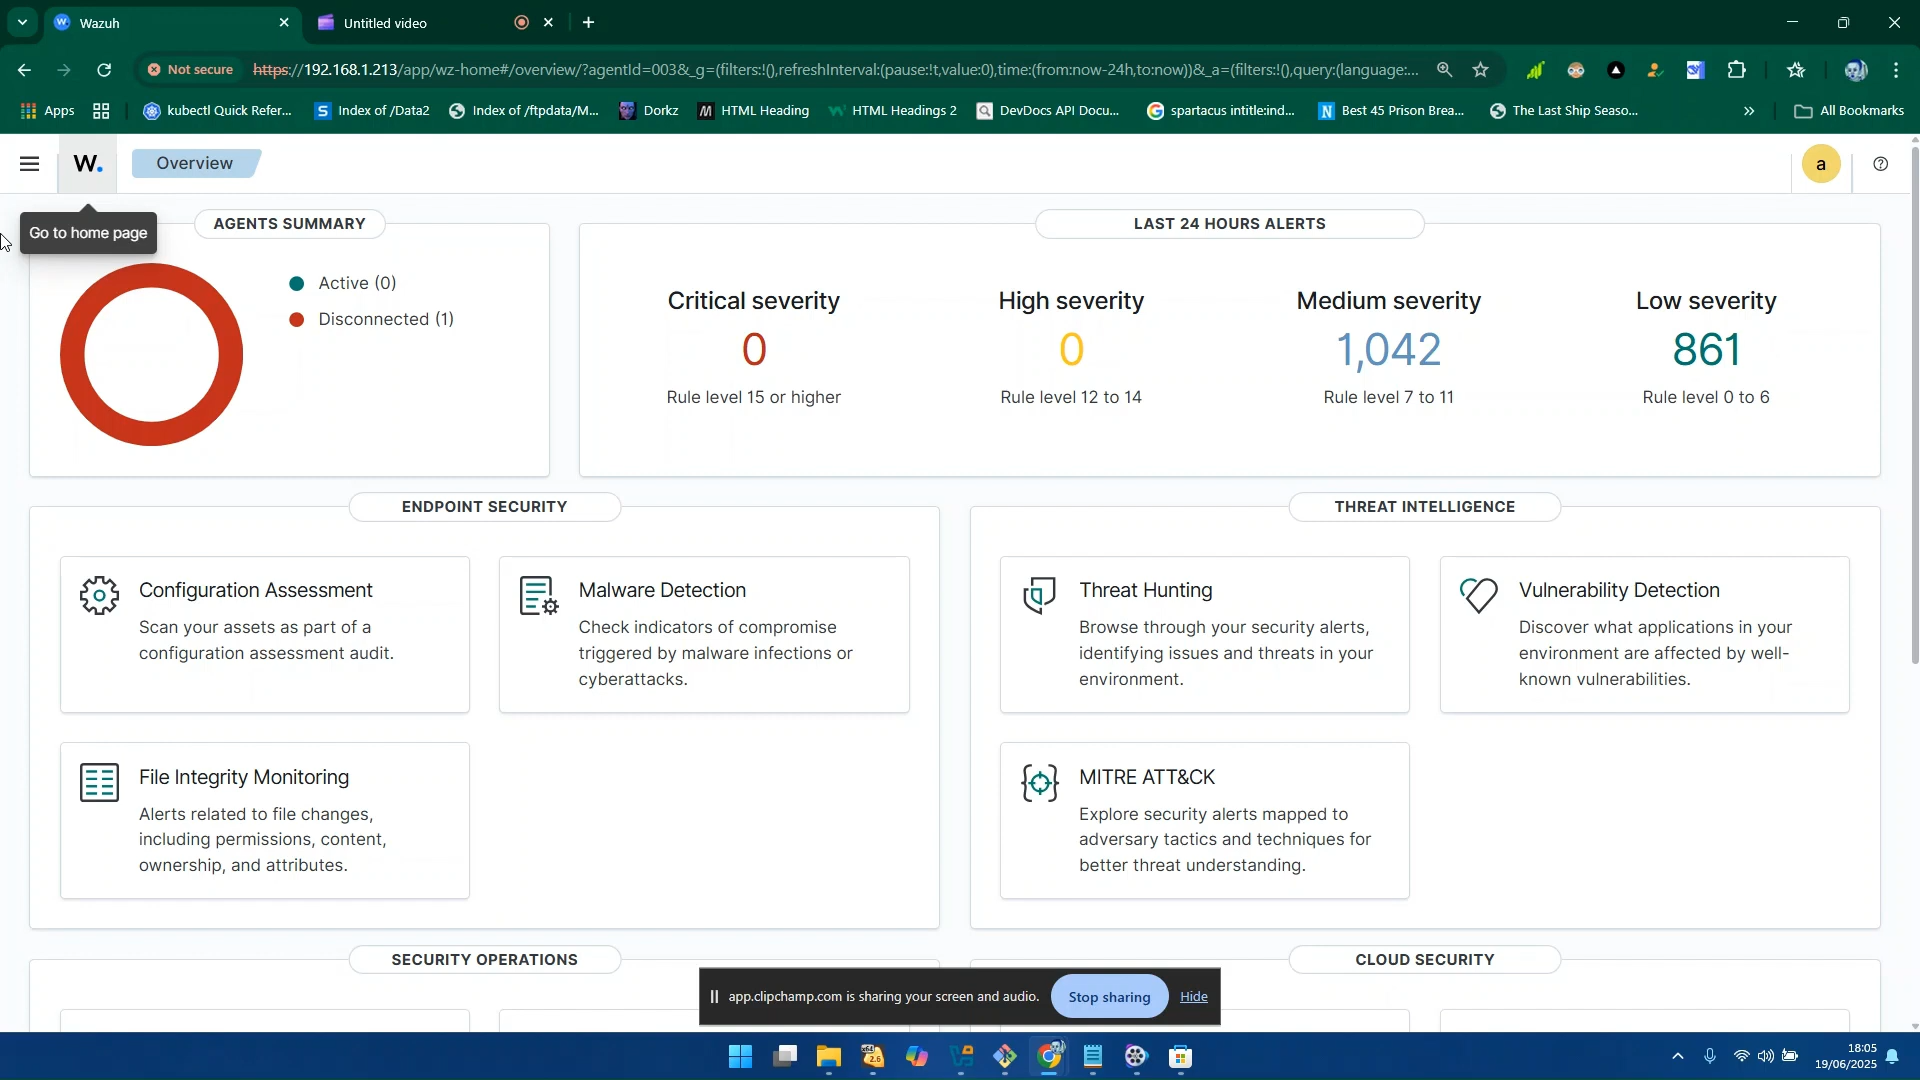 Wazuh
Untitled video
Not secure
https://192.168.1.213/app/wz-home#/overview/?agentId=003&_g=(filters:!(),refreshInterval:(pause:!t,value:0),time:(from:now-24h,to:now))&_a=(filters:!(),query:(language:...
Apps
kubectl Quick Refer...
Index of /Data2
Index of /ftpdata/M...
Dorkz
HTML Heading
HTML Headings 2
DevDocs API Docu...
spartacus intitle:ind...
Best 45 Prison Brea...
The Last Ship Seaso...
All Bookmarks
W.
Overview
a
Go to home page
AGENTS SUMMARY
Active (0)
Disconnected (1)
LAST 24 HOURS ALERTS
Critical severity
0
Rule level 15 or higher
High severity
0
Rule level 12 to 14
Medium severity
1,042
Rule level 7 to 11
Low severity
861
Rule level 0 to 6
ENDPOINT SECURITY
Configuration Assessment
Scan your assets as part of a
configuration assessment audit.
Malware Detection
Check indicators of compromise
triggered by malware infections or
cyberattacks.
File Integrity Monitoring
Alerts related to file changes,
including permissions, content,
ownership, and attributes.
THREAT INTELLIGENCE
Threat Hunting
Browse through your security alerts,
identifying issues and threats in your
environment.
Vulnerability Detection
Discover what applications in your
environment are affected by well-
known vulnerabilities.
MITRE ATT&CK
Explore security alerts mapped to
adversary tactics and techniques for
better threat understanding.
SECURITY OPERATIONS
CLOUD SECURITY
app.clipchamp.com is sharing your screen and audio.
Stop sharing
Hide
18:05
19/06/2025